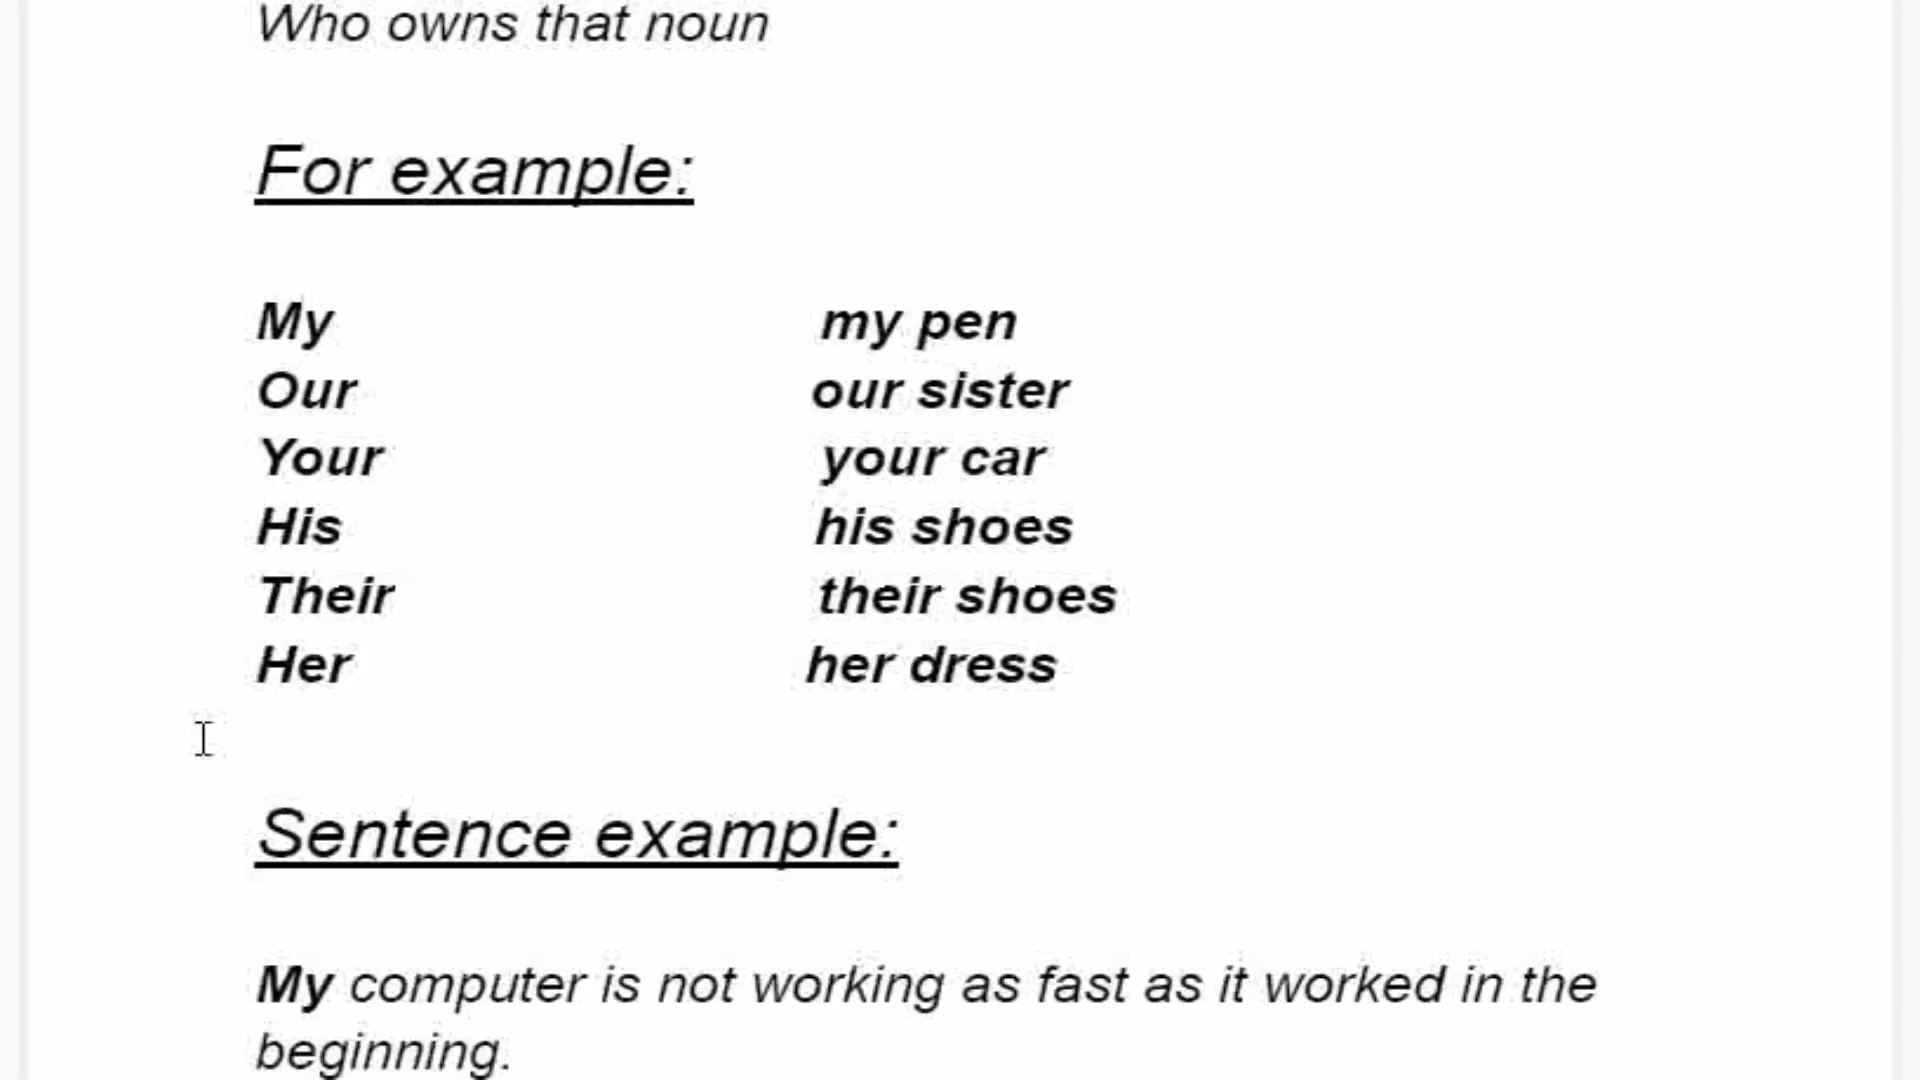 Who owns that noun
For example:
My my pen
Our our sister
Your your car
His his shoes
Their their shoes
Her her dress
Sentence example:
My computer is not working as fast as it worked in the
beginning.